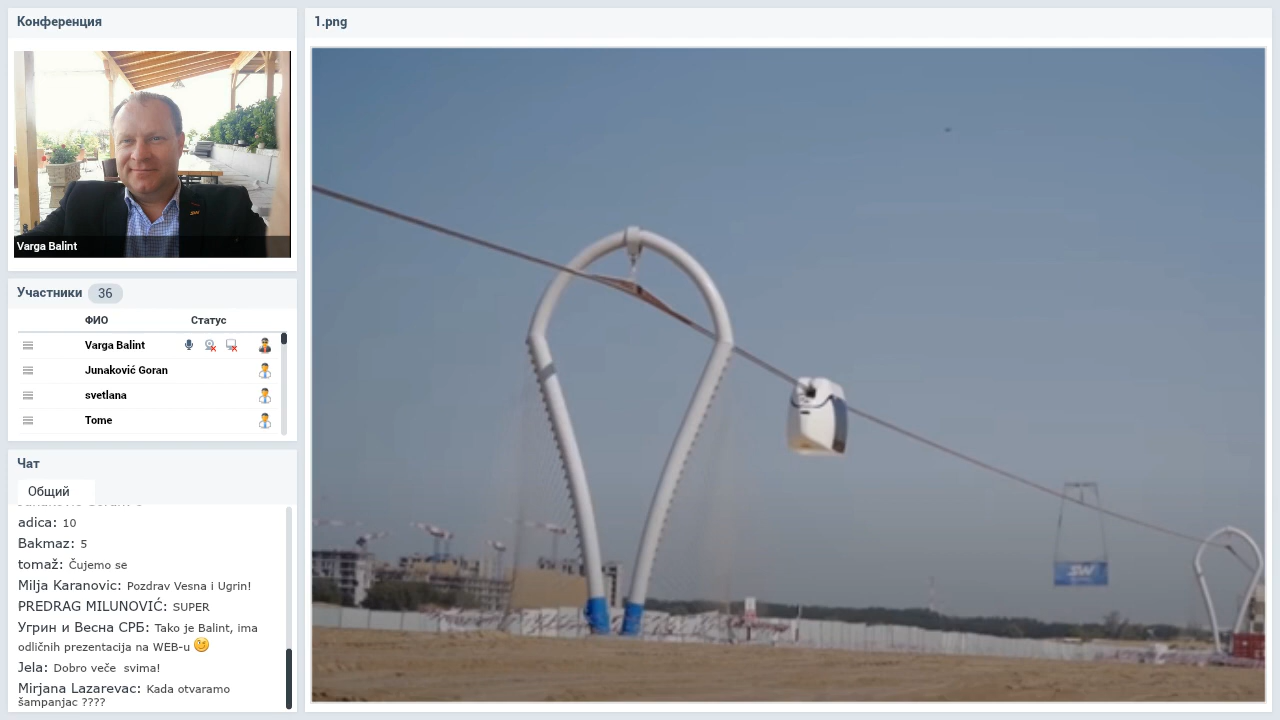 Конференция
1.png
Varga Balint
Участники 36
ФИО Статус
Varga Balint
Junaković Goran
svetlana
Tome
Чат
Общий
adica: 10
Bakmaz: 5
tomaž: Čujemo se
Milja Karanovic: Pozdrav Vesna i Ugrin!
PREDRAG MILUNOVIĆ: SUPER
Угрин и Весна СРБ: Tako je Balint, ima
odličnih prezentacija na WEB-u
Jela: Dobro veče  svima!
Mirjana Lazarevac: Kada otvaramo
šampanjac ????
SW
SW